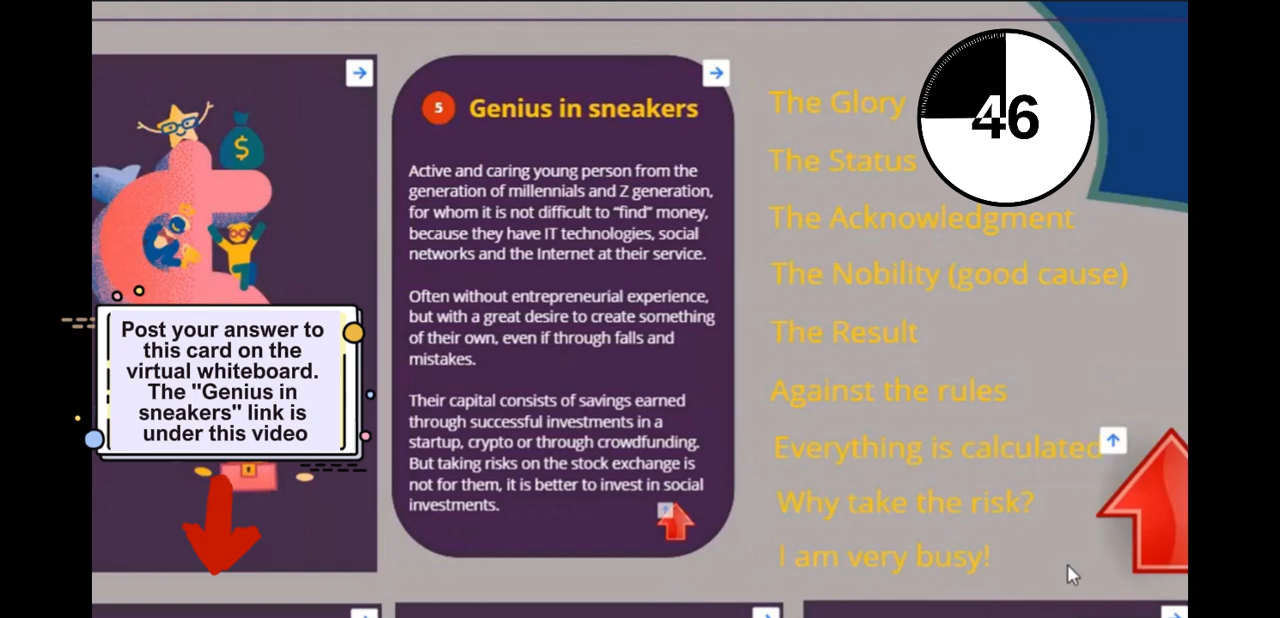 5 Genius in sneakers
Active and caring young person from the
generation of millennials and Z generation,
for whom it is not difficult to “find” money,
because they have IT technologies, social
networks and the Internet at their service.
Often without entrepreneurial experience,
but with a great desire to create something
of their own, even if through falls and
mistakes.
Their capital consists of savings earned
through successful investments in a
startup, crypto or through crowdfunding.
But taking risks on the stock exchange is
not for them, it is better to invest in social
investments.
$
Post your answer to
this card on the
virtual whiteboard.
The "Genius in
sneakers" link is
under this video
The Glory
The Status
The Acknowledgment
The Nobility (good cause)
The Result
Against the rules
Everything is calculated
Why take the risk?
I am very busy!
46